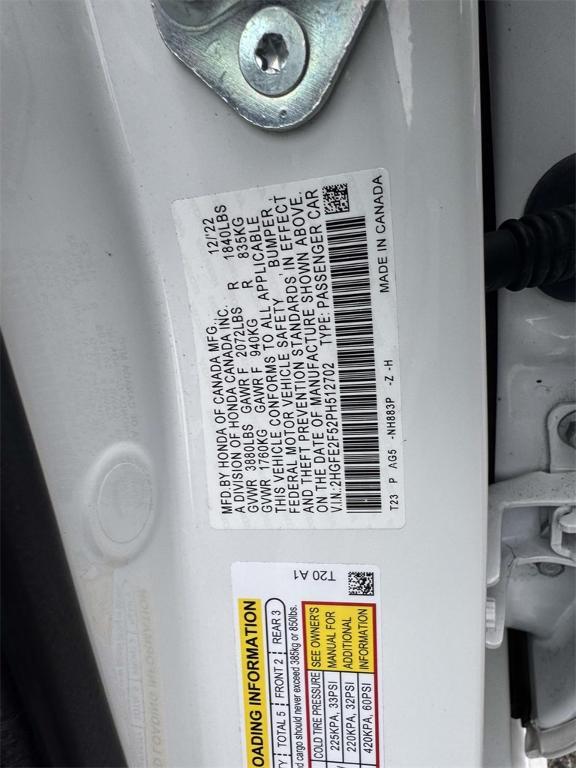 MFD.BY HONDA OF CANADA MFG. 12/'22
A DIVISION OF HONDA CANADA INC.
GVWR 3880LBS GAWR F 2072LBS R 1840LBS
GVWR 1760KG GAWR F 940KG R 835KG
THIS VEHICLE CONFORMS TO ALL APPLICABLE
FEDERAL MOTOR VEHICLE SAFETY, BUMPER,
AND THEFT PREVENTION STANDARDS IN EFFECT
ON THE DATE OF MANUFACTURE SHOWN ABOVE.
V.I.N.:2HGFE2F52PH512702 TYPE: PASSENGER CAR
MADE IN CANADA
T23 P AG5 -NH883P -Z -H
T20 A1
OADING INFORMATION
TY TOTAL 5 FRONT 2 REAR 3
nd cargo should never exceed 385kg or 850lbs.
COLD TIRE PRESSURE
225KPA, 33PSI
220KPA, 32PSI
420KPA, 60PSI
SEE OWNER'S
MANUAL FOR
ADDITIONAL
INFORMATION